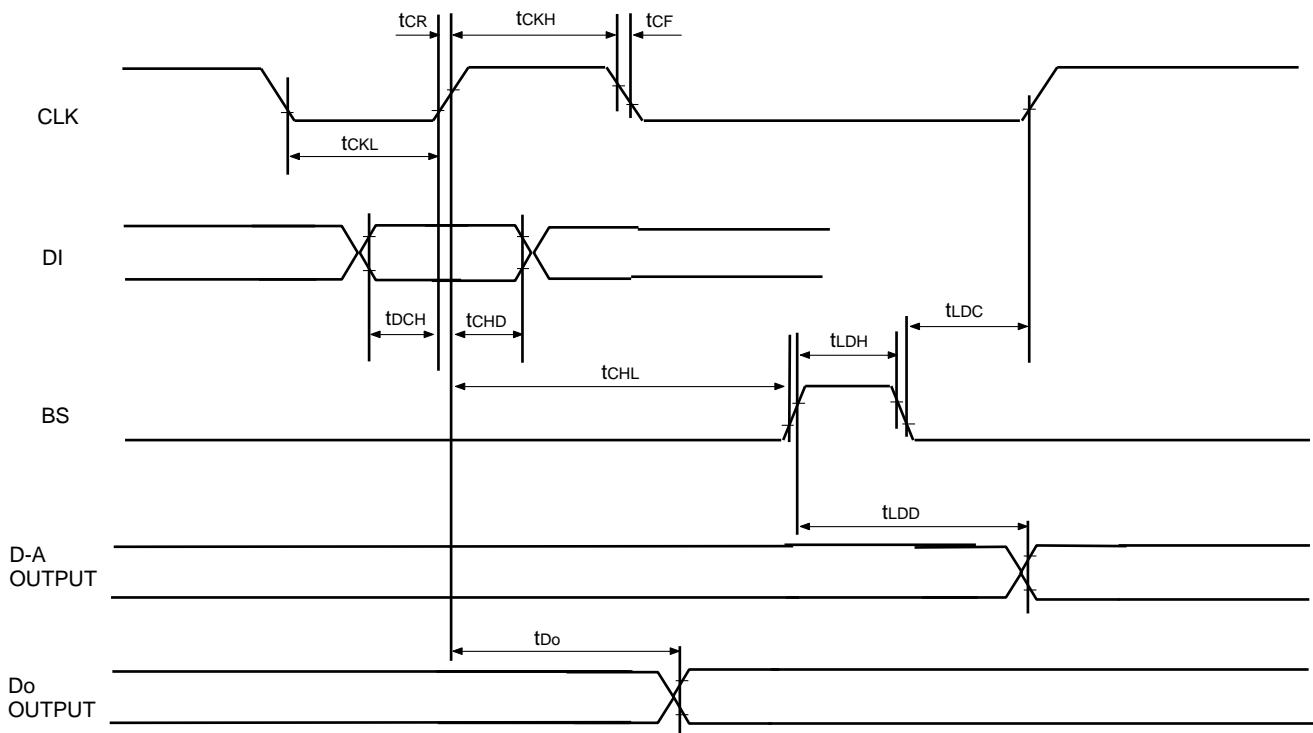 tCR
tCKH
tCF
CLK
tCKL
DI
tDCH
tCHD
tLDC
tLDH
tCHL
BS
tLDD
D-A
OUTPUT
tDo
Do
OUTPUT